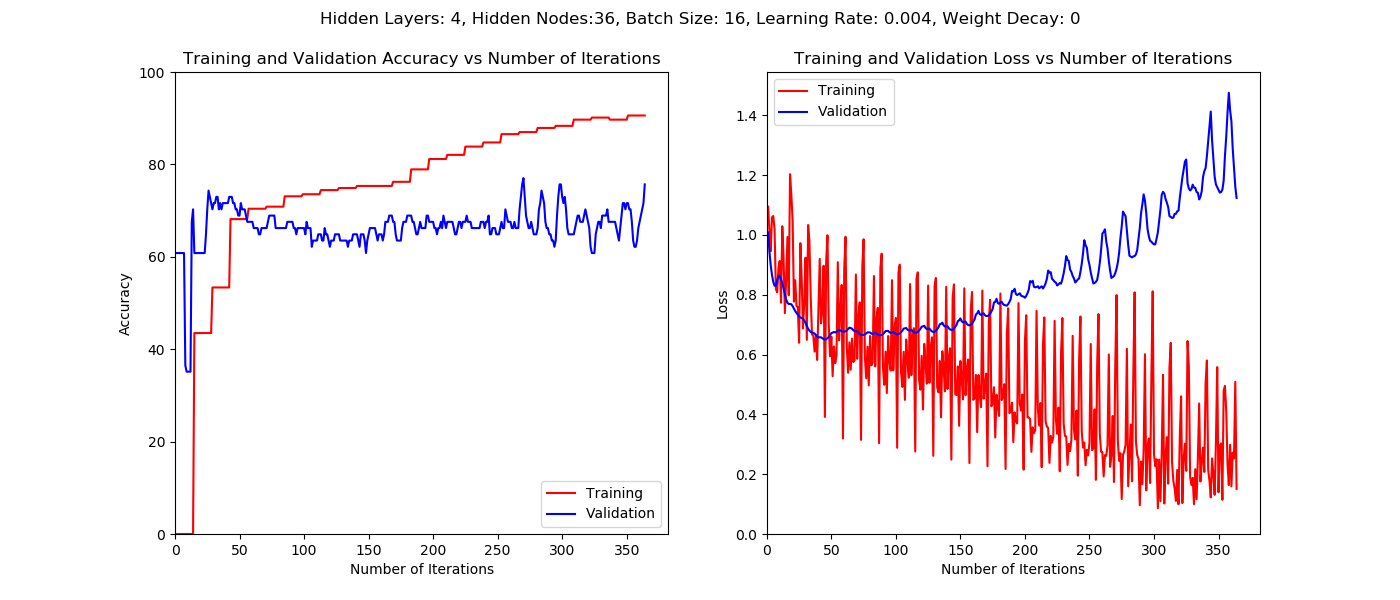 Hidden Layers: 4, Hidden Nodes:36, Batch Size: 16, Learning Rate: 0.004, Weight Decay: 0
Training and Validation Accuracy vs Number of Iterations
100
80
60
40
20
0
Accuracy
0 50 100 150 200 250 300 350
Number of Iterations
Training
Validation
Training and Validation Loss vs Number of Iterations
Training
Validation
1.4
1.2
1.0
0.8
0.6
0.4
0.2
0.0
Loss
0 50 100 150 200 250 300 350
Number of Iterations